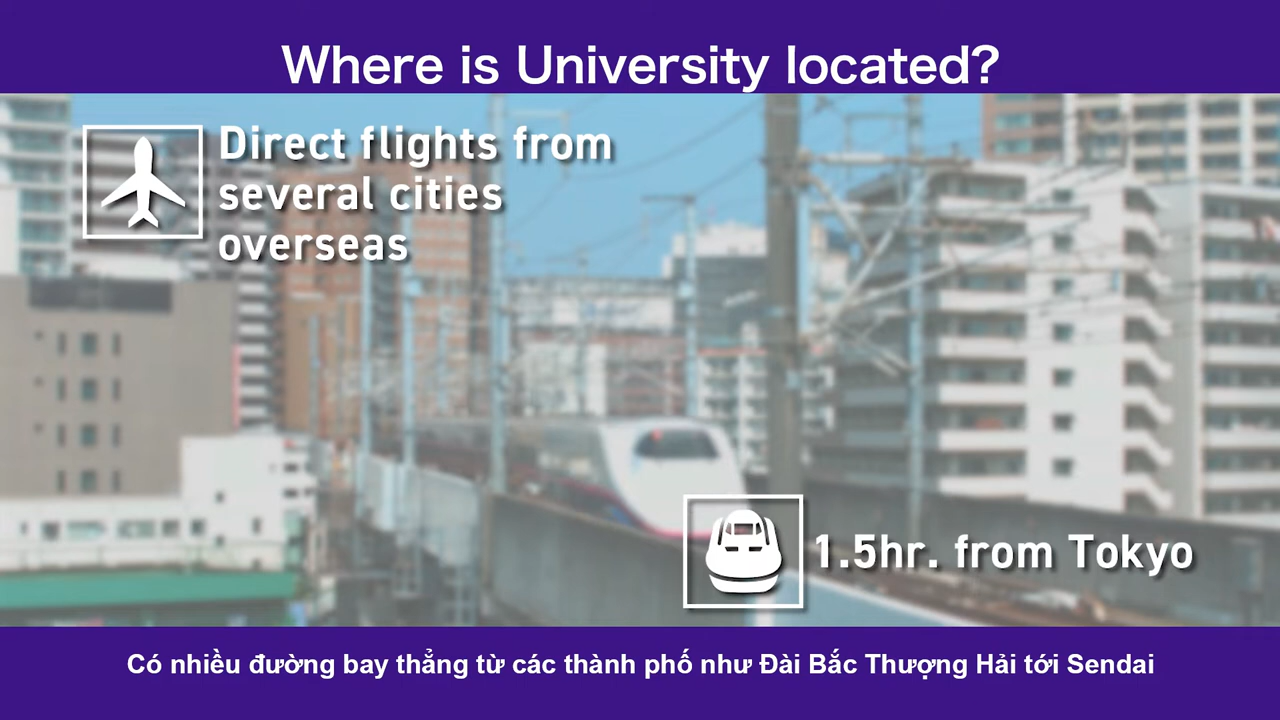 Where is University located?
Direct flights from
several cities
overseas
1.5hr. from Tokyo
Có nhiều đường bay thẳng từ các thành phố như Đài Bắc Thượng Hải tới Sendai